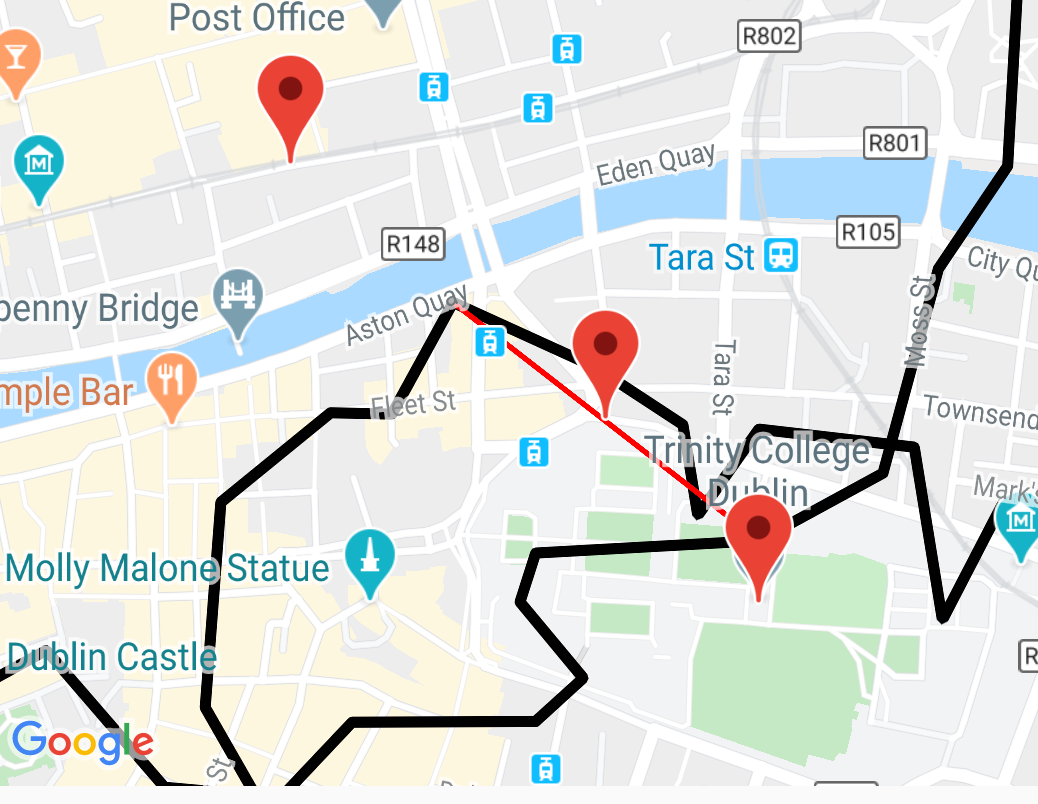 Post Office
R802
R801
Eden Quay
R148
R105
Tara St
City Qu
penny Bridge
Aston Quay
Moss St
mple Bar
Tara St
Fleet St
Townsend
Trinity College
Dublin
Mark's
Molly Malone Statue
Dublin Castle
R
Google
St